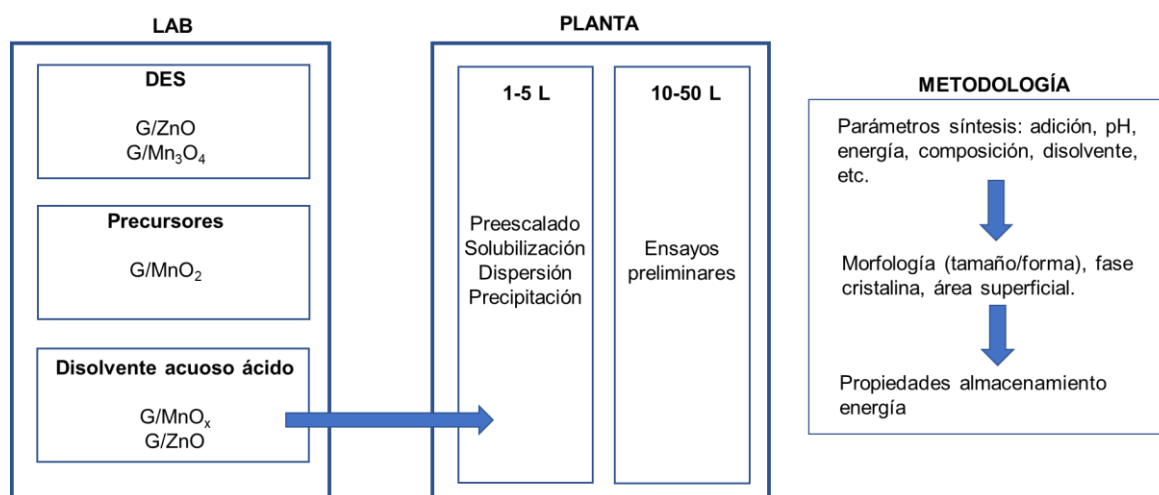 LAB
DES
G/ZnO
G/Mn₃O₄
Precursores
G/MnO₂
Disolvente acuoso ácido
G/MnOₓ
G/ZnO
PLANTA
1-5 L
Preescalado
Solubilización
Dispersión
Precipitación
10-50 L
Ensayos
preliminares
METODOLOGÍA
Parámetros síntesis: adición, pH,
energía, composición, disolvente,
etc.
Morfología (tamaño/forma), fase
cristalina, área superficial.
Propiedades almacenamiento
energía